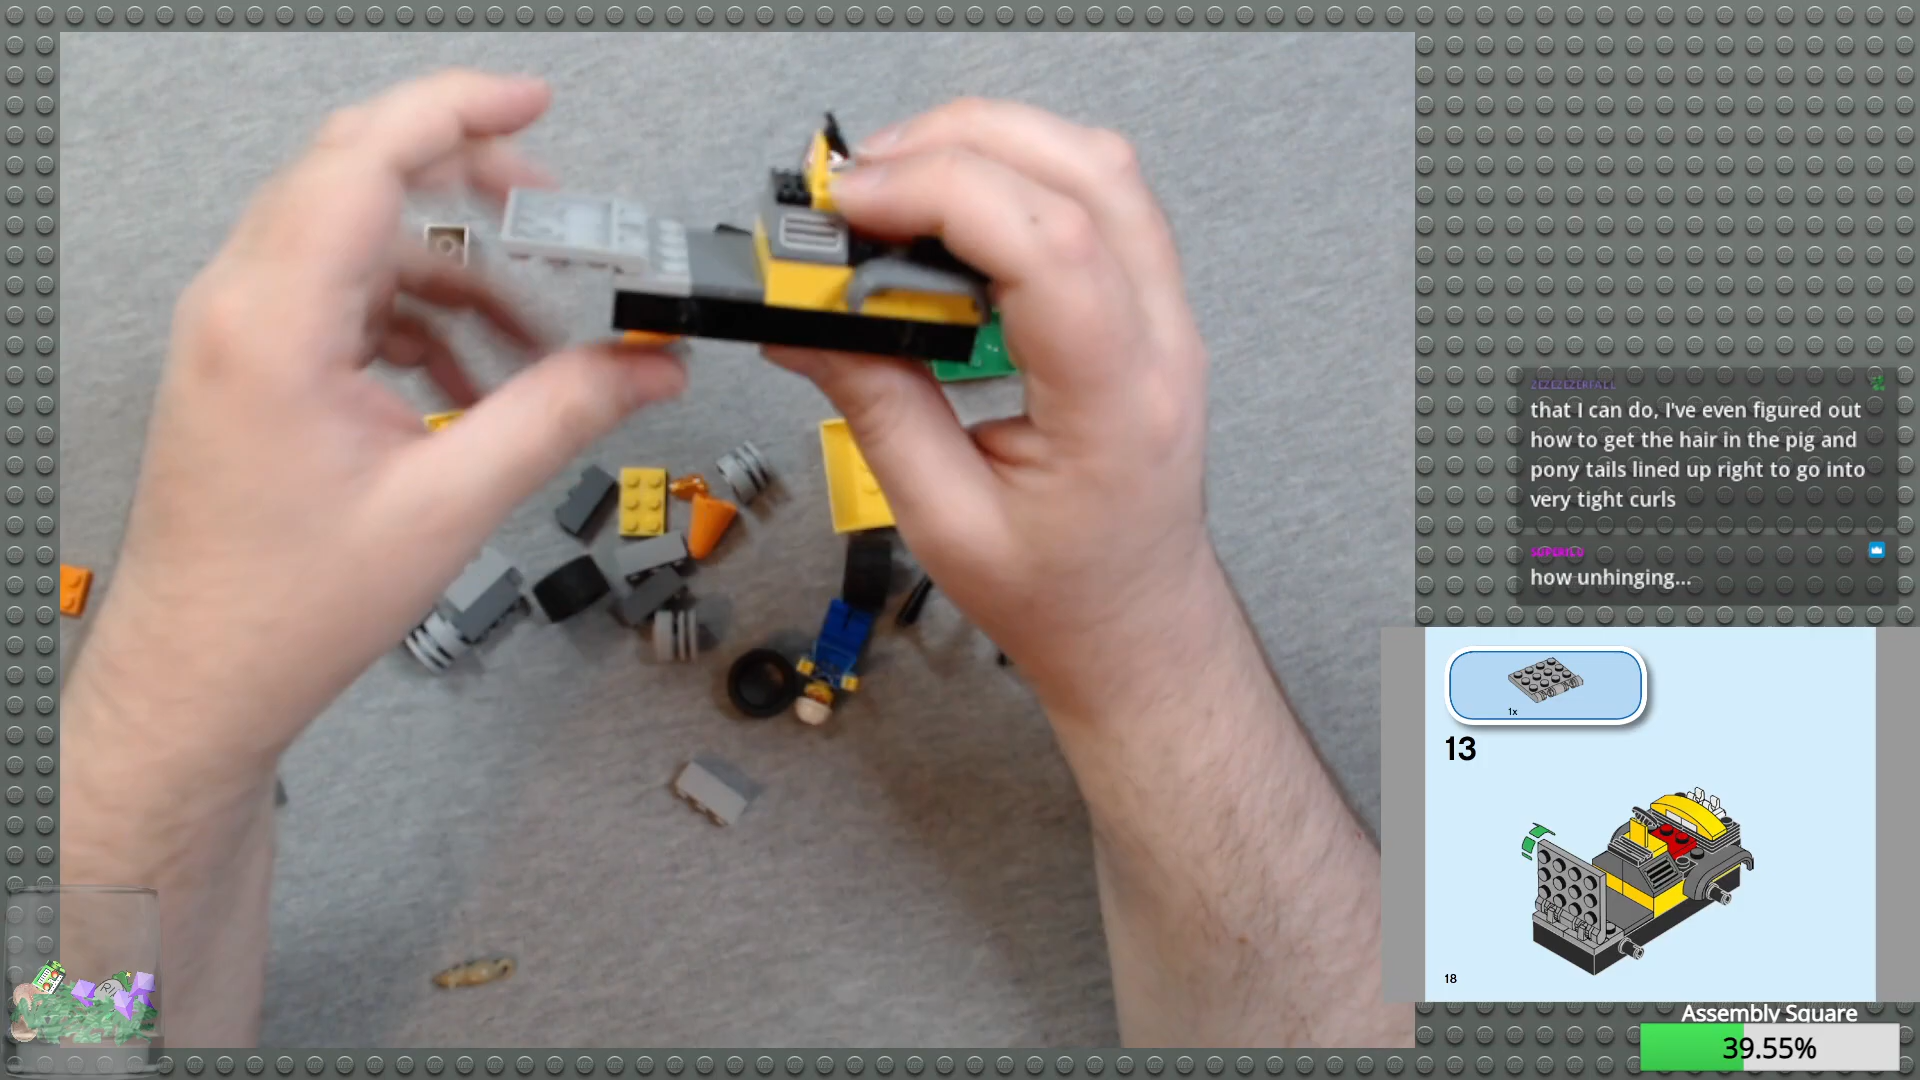 that I can do, I've even figured out
how to get the hair in the pig and
pony tails lined up right to go into
very tight curls
how unhinging...
1x
13
18
Assembly Square
39.55%